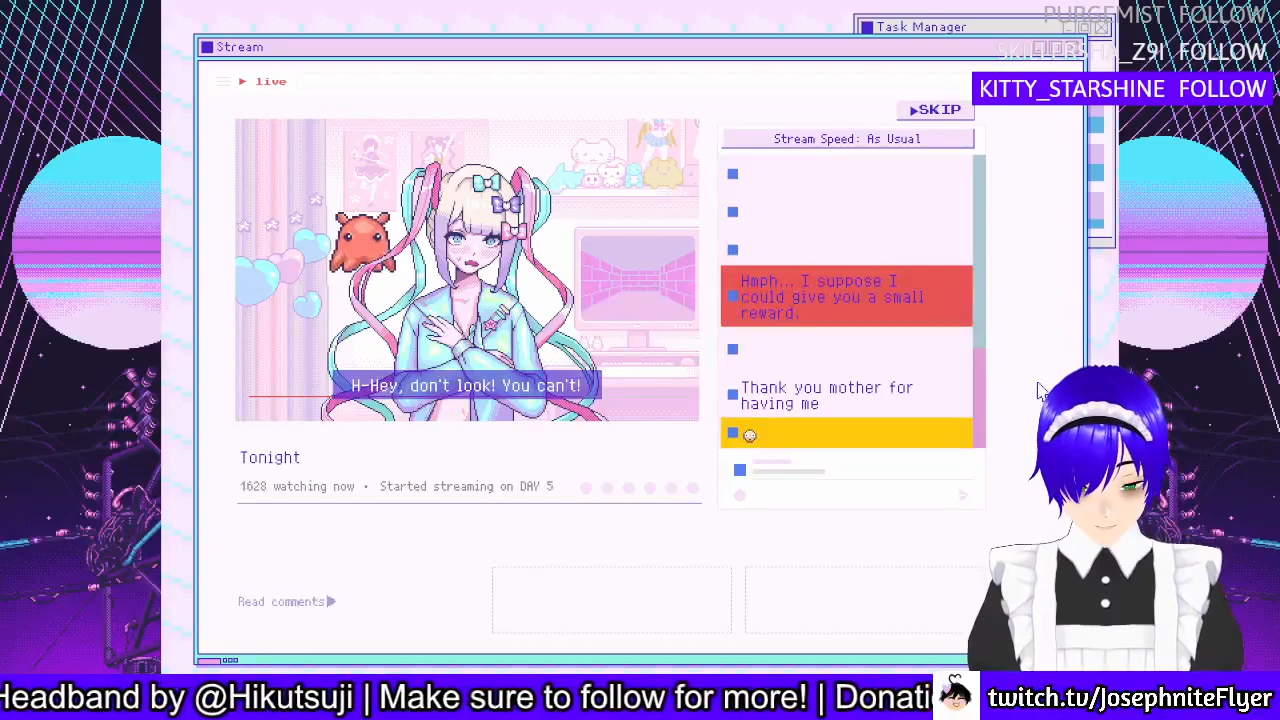 PURGEMIST FOLLOW
Task Manager
Stream
SKILLERSHA_Z9I FOLLOW
live
KITTY_STARSHINE FOLLOW
SKIP
Stream Speed: As Usual
Hmph... I suppose I
could give you a small
reward.
H-Hey, don't look! You can't!
Thank you mother for
having me
Tonight
1628 watching now • Started streaming on DAY 5
Read comments
Headband by @Hikutsuji | Make sure to follow for more! | Donati
twitch.tv/JosephniteFlyer